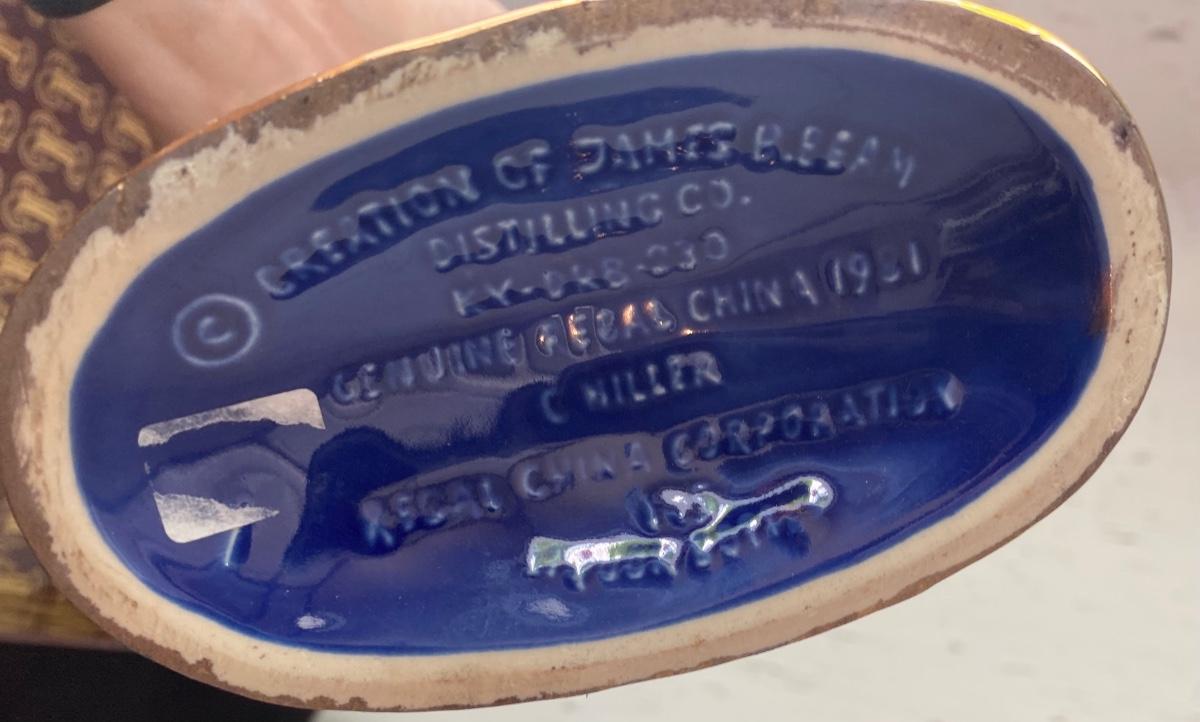 © CREATION OF JAMES B. BEAM
DISTILLING CO.
KY-DRB-230
GENUINE REGAL CHINA 1981
C MILLER
REGAL CHINA CORPORATION